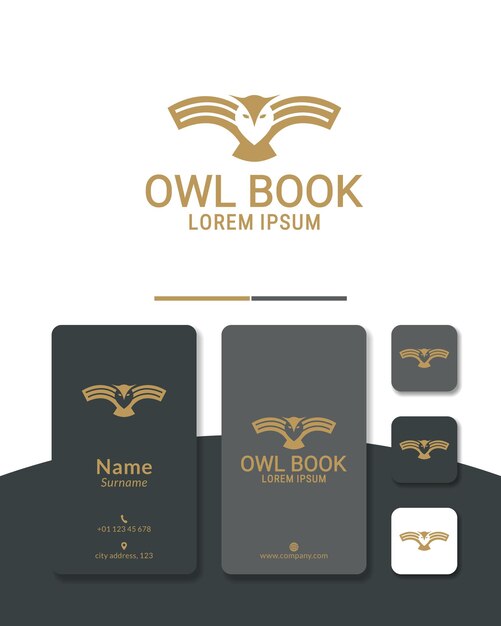 OWL BOOK
LOREM IPSUM
Name
Surname
+01 123 45 678
city address, 123
OWL BOOK
LOREM IPSUM
www.company.com